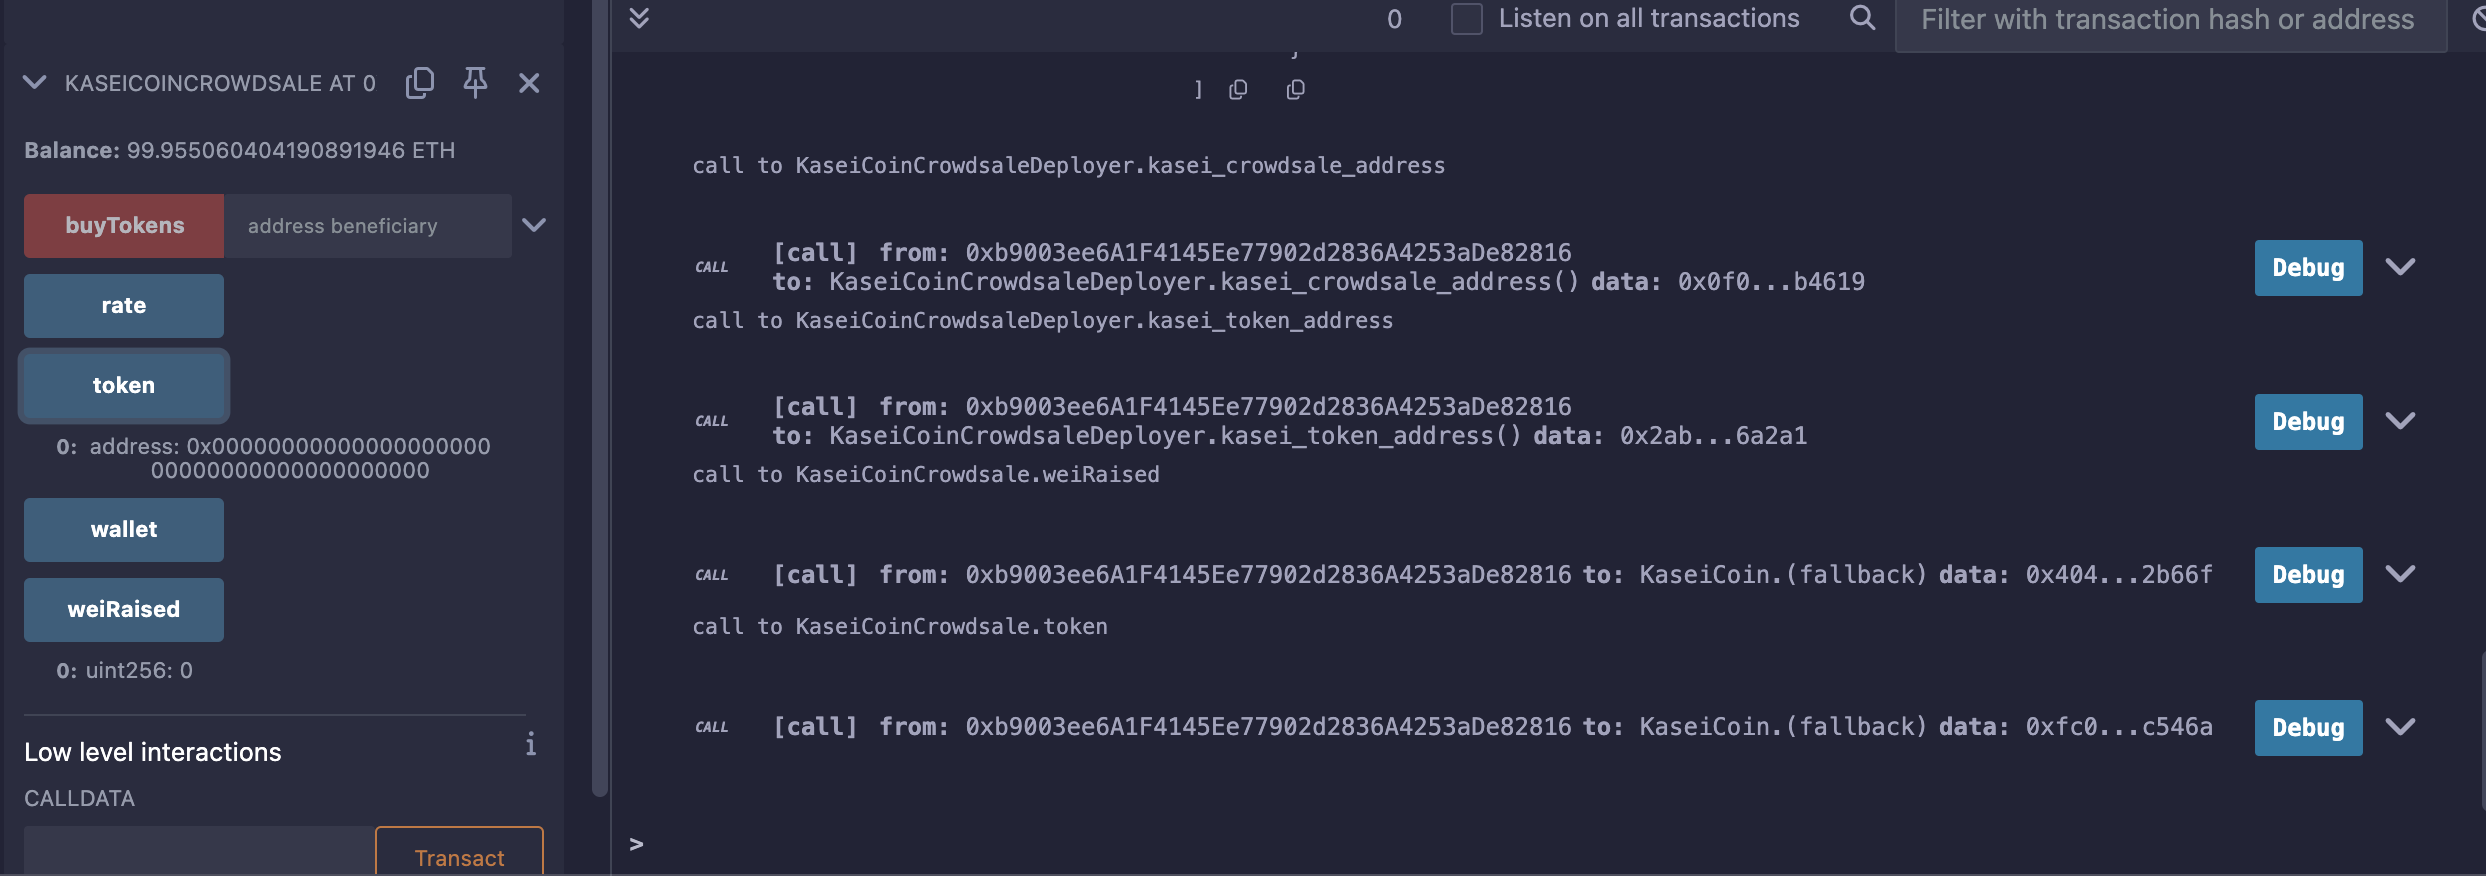 KASEICOINCROWDSALE AT 0
Balance: 99.955060404190891946 ETH
buyTokens address beneficiary
rate
token
0: address: 0x00000000000000000000
00000000000000000000
wallet
weiRaised
0: uint256: 0
Low level interactions i
CALLDATA
Transact
0 Listen on all transactions Filter with transaction hash or address
]
call to KaseiCoinCrowdsaleDeployer.kasei_crowdsale_address
CALL [call] from: 0xb9003ee6A1F4145Ee77902d2836A4253aDe82816
to: KaseiCoinCrowdsaleDeployer.kasei_crowdsale_address() data: 0x0f0...b4619
Debug
call to KaseiCoinCrowdsaleDeployer.kasei_token_address
CALL [call] from: 0xb9003ee6A1F4145Ee77902d2836A4253aDe82816
to: KaseiCoinCrowdsaleDeployer.kasei_token_address() data: 0x2ab...6a2a1
Debug
call to KaseiCoinCrowdsale.weiRaised
CALL [call] from: 0xb9003ee6A1F4145Ee77902d2836A4253aDe82816 to: KaseiCoin.(fallback) data: 0x404...2b66f Debug
call to KaseiCoinCrowdsale.token
CALL [call] from: 0xb9003ee6A1F4145Ee77902d2836A4253aDe82816 to: KaseiCoin.(fallback) data: 0xfc0...c546a Debug
>